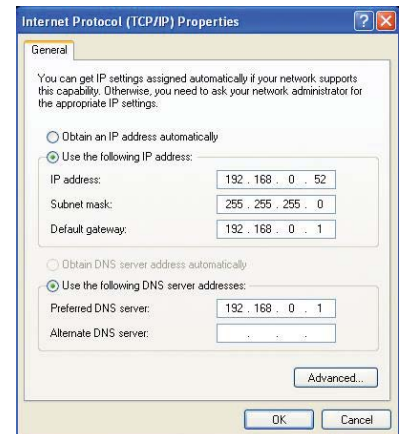 Internet Protocol (TCP/IP) Properties
General
You can get IP settings assigned automatically if your network supports
this capability. Otherwise, you need to ask your network administrator for
the appropriate IP settings.
Obtain an IP address automatically
Use the following IP address:
IP address: 192 . 168 . 0 . 52
Subnet mask: 255 . 255 . 255 . 0
Default gateway: 192 . 168 . 0 . 1
Obtain DNS server address automatically
Use the following DNS server addresses:
Preferred DNS server: 192 . 168 . 0 . 1
Alternate DNS server: . . .
Advanced...
OK Cancel